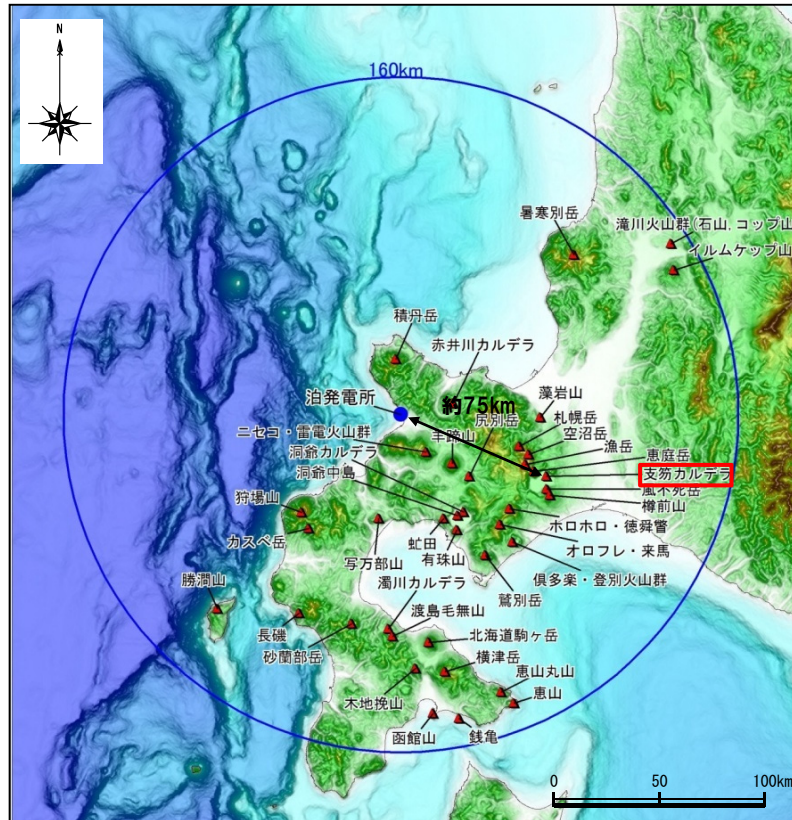 N
160km
暑寒別岳
滝川火山群(石山,コップ山
イルムケップ山
積丹岳
赤井川カルデラ
泊発電所
約75km
藻岩山
尻別岳
札幌岳
ニセコ・雷電火山群
羊蹄山
空沼岳
漁岳
洞爺カルデラ
恵庭岳
洞爺中島
支笏カルデラ
風不死岳
狩場山
樽前山
カスベ岳
ホロホロ・徳舜瞥
写万部山
虻田
有珠山
オロフレ・来馬
鷲別岳
倶多楽・登別火山群
濁川カルデラ
勝澗山
渡島毛無山
長磯
砂蘭部岳
北海道駒ヶ岳
横津岳
恵山丸山
木地挽山
恵山
函館山
銭亀
0 50 100km